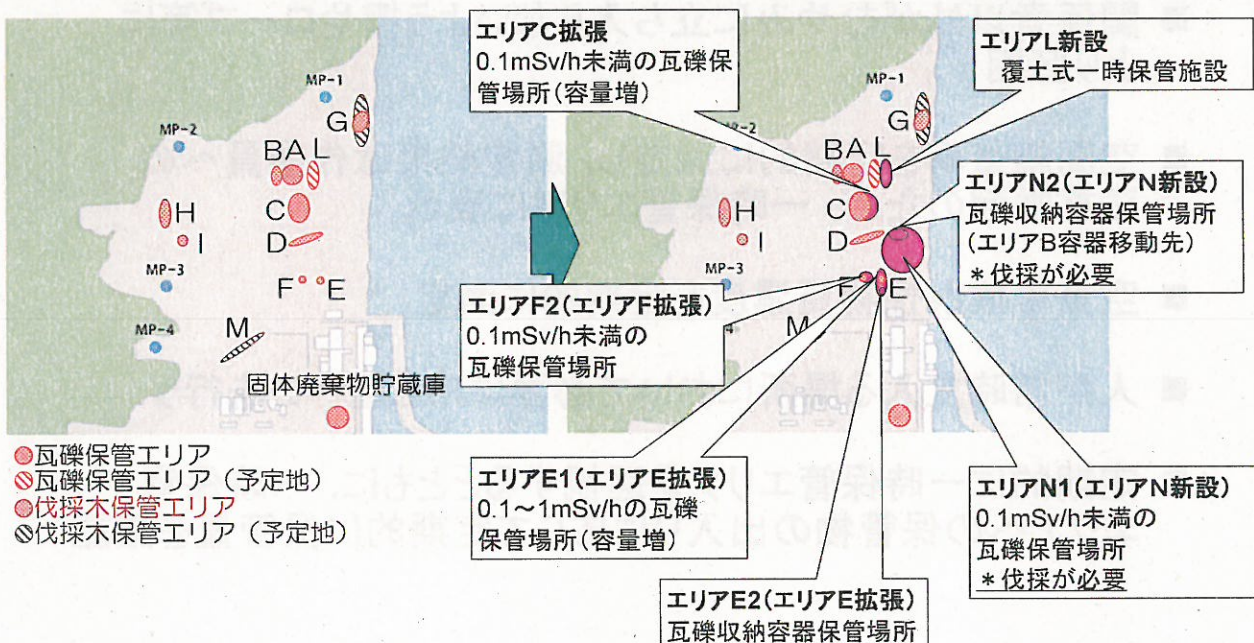 MP-1
G
MP-2
BA L
H
C
I
D
MP-3
F E
M
MP-4
固体廃棄物貯蔵庫
●瓦礫保管エリア
瓦礫保管エリア(予定地)
●伐採木保管エリア
伐採木保管エリア(予定地)
エリアC拡張
0.1mSv/h未満の瓦礫保
管場所(容量増)
エリアL新設
覆土式一時保管施設
MP-1
G
MP-2
BA L
エリアN2(エリアN新設)
瓦礫収納容器保管場所
(エリアB容器移動先)
*伐採が必要
H
C
I
D
MP-3
F E
エリアF2(エリアF拡張)
0.1mSv/h未満の
瓦礫保管場所
M
エリアE1(エリアE拡張)
0.1~1mSv/hの瓦礫
保管場所(容量増)
エリアN1(エリアN新設)
0.1mSv/h未満の
瓦礫保管場所
*伐採が必要
エリアE2(エリアE拡張)
瓦礫収納容器保管場所